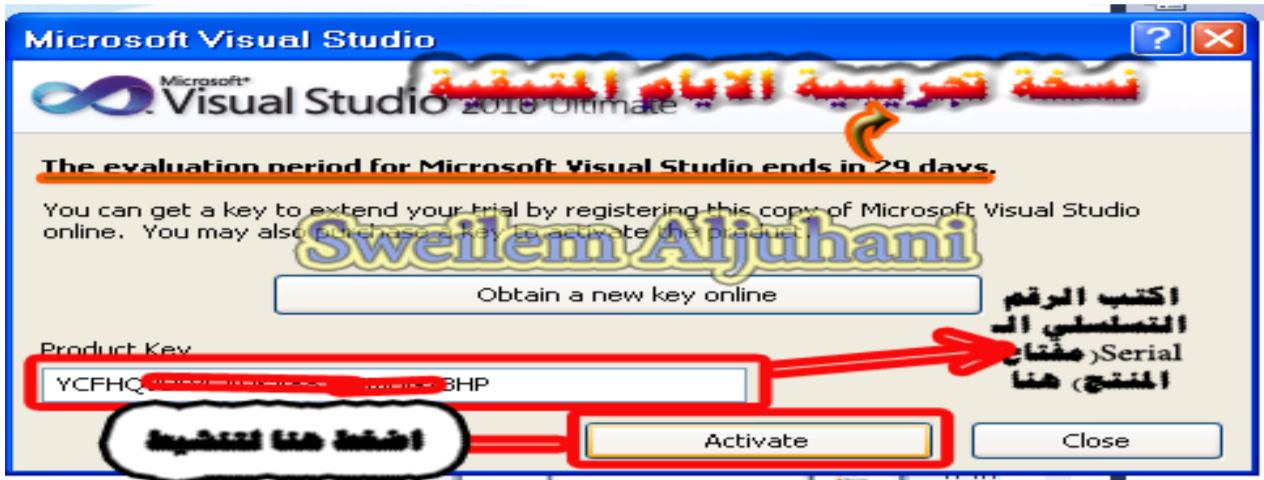 Microsoft Visual Studio
نسخة تجريبية الايام المتبقية
Microsoft®
Visual Studio 2010 Ultimate
The evaluation period for Microsoft Visual Studio ends in 29 days.
You can get a key to extend your trial by registering this copy of Microsoft Visual Studio
online. You may also purchase a key to activate the product.
Sweilem Aljuhani
Obtain a new key online
اكتب الرقم
التسلسلي الـ
Serial( مفتاح
المنتج) هنا
Product Key
YCFHQ 8HP
اضغط هنا لتنشيط
Activate
Close